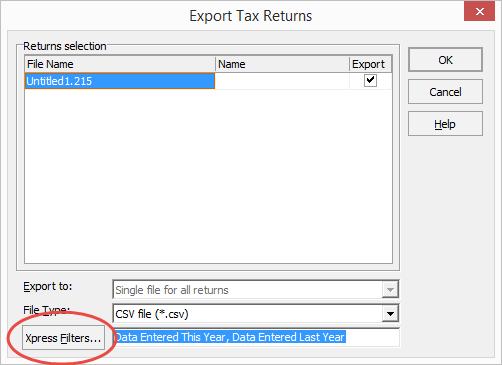 Export Tax Returns
Returns selection
File Name Name Export
Untitled1.215
OK
Cancel
Help
Export to: Single file for all returns
File Type: CSV file (*.csv)
Xpress Filters... Data Entered This Year, Data Entered Last Year